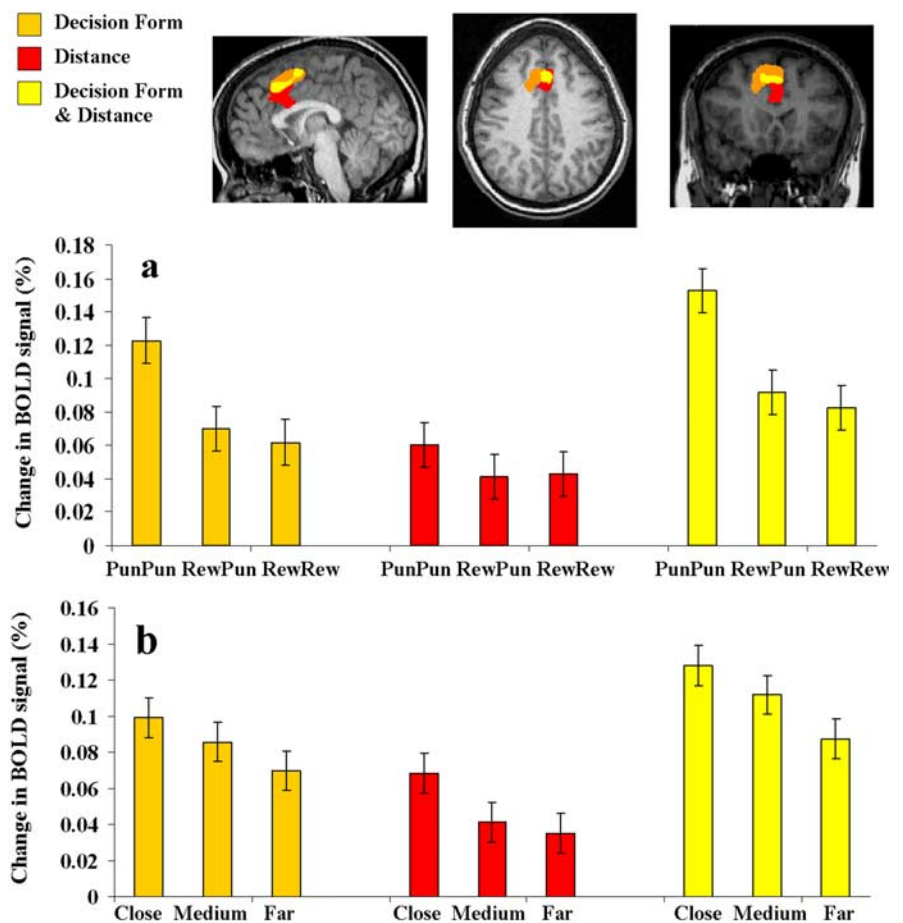 Decision Form
Distance
Decision Form
& Distance
a
Change in BOLD signal (%)
0.18
0.16
0.14
0.12
0.1
0.08
0.06
0.04
0.02
0
PunPun RewPun RewRew
PunPun RewPun RewRew
PunPun RewPun RewRew
b
Change in BOLD signal (%)
0.16
0.14
0.12
0.1
0.08
0.06
0.04
0.02
0
Close Medium Far
Close Medium Far
Close Medium Far